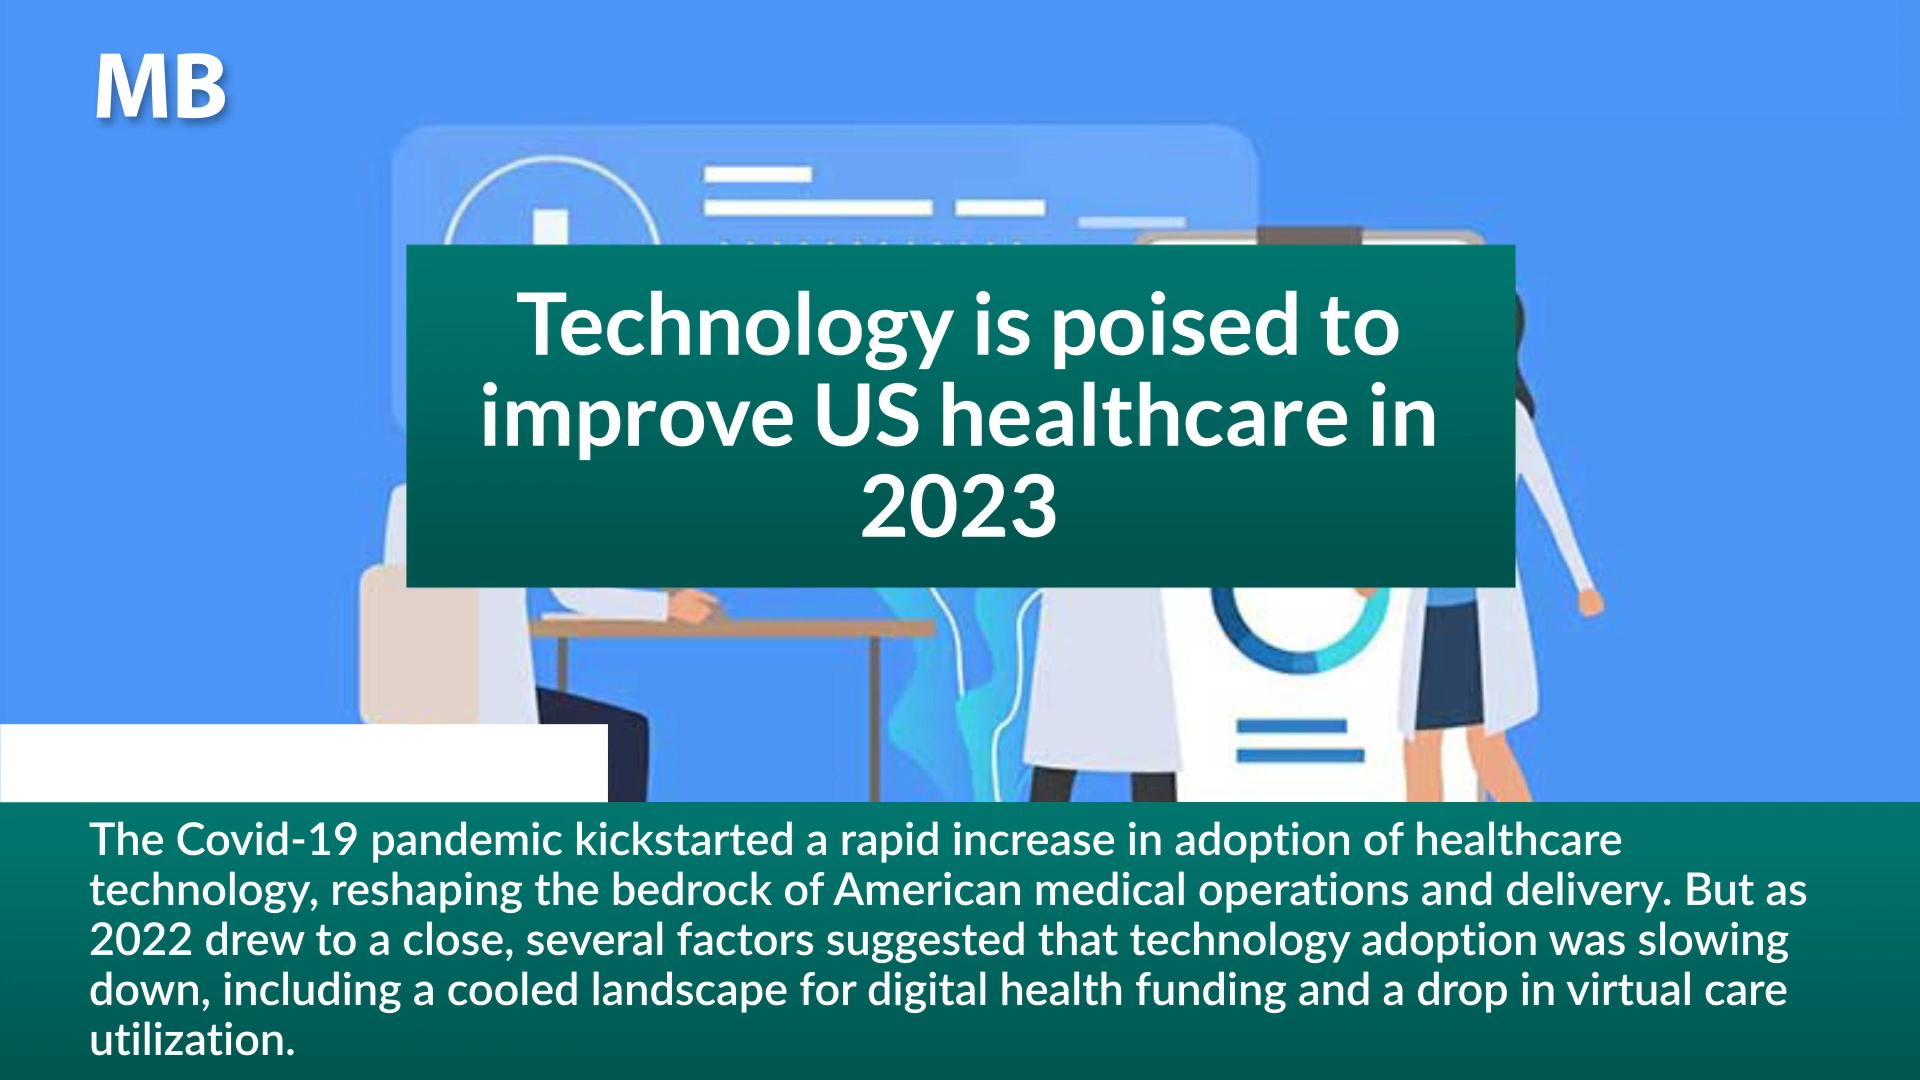 MB
Technology is poised to
improve US healthcare in
2023
The Covid-19 pandemic kickstarted a rapid increase in adoption of healthcare
technology, reshaping the bedrock of American medical operations and delivery. But as
2022 drew to a close, several factors suggested that technology adoption was slowing
down, including a cooled landscape for digital health funding and a drop in virtual care
utilization.